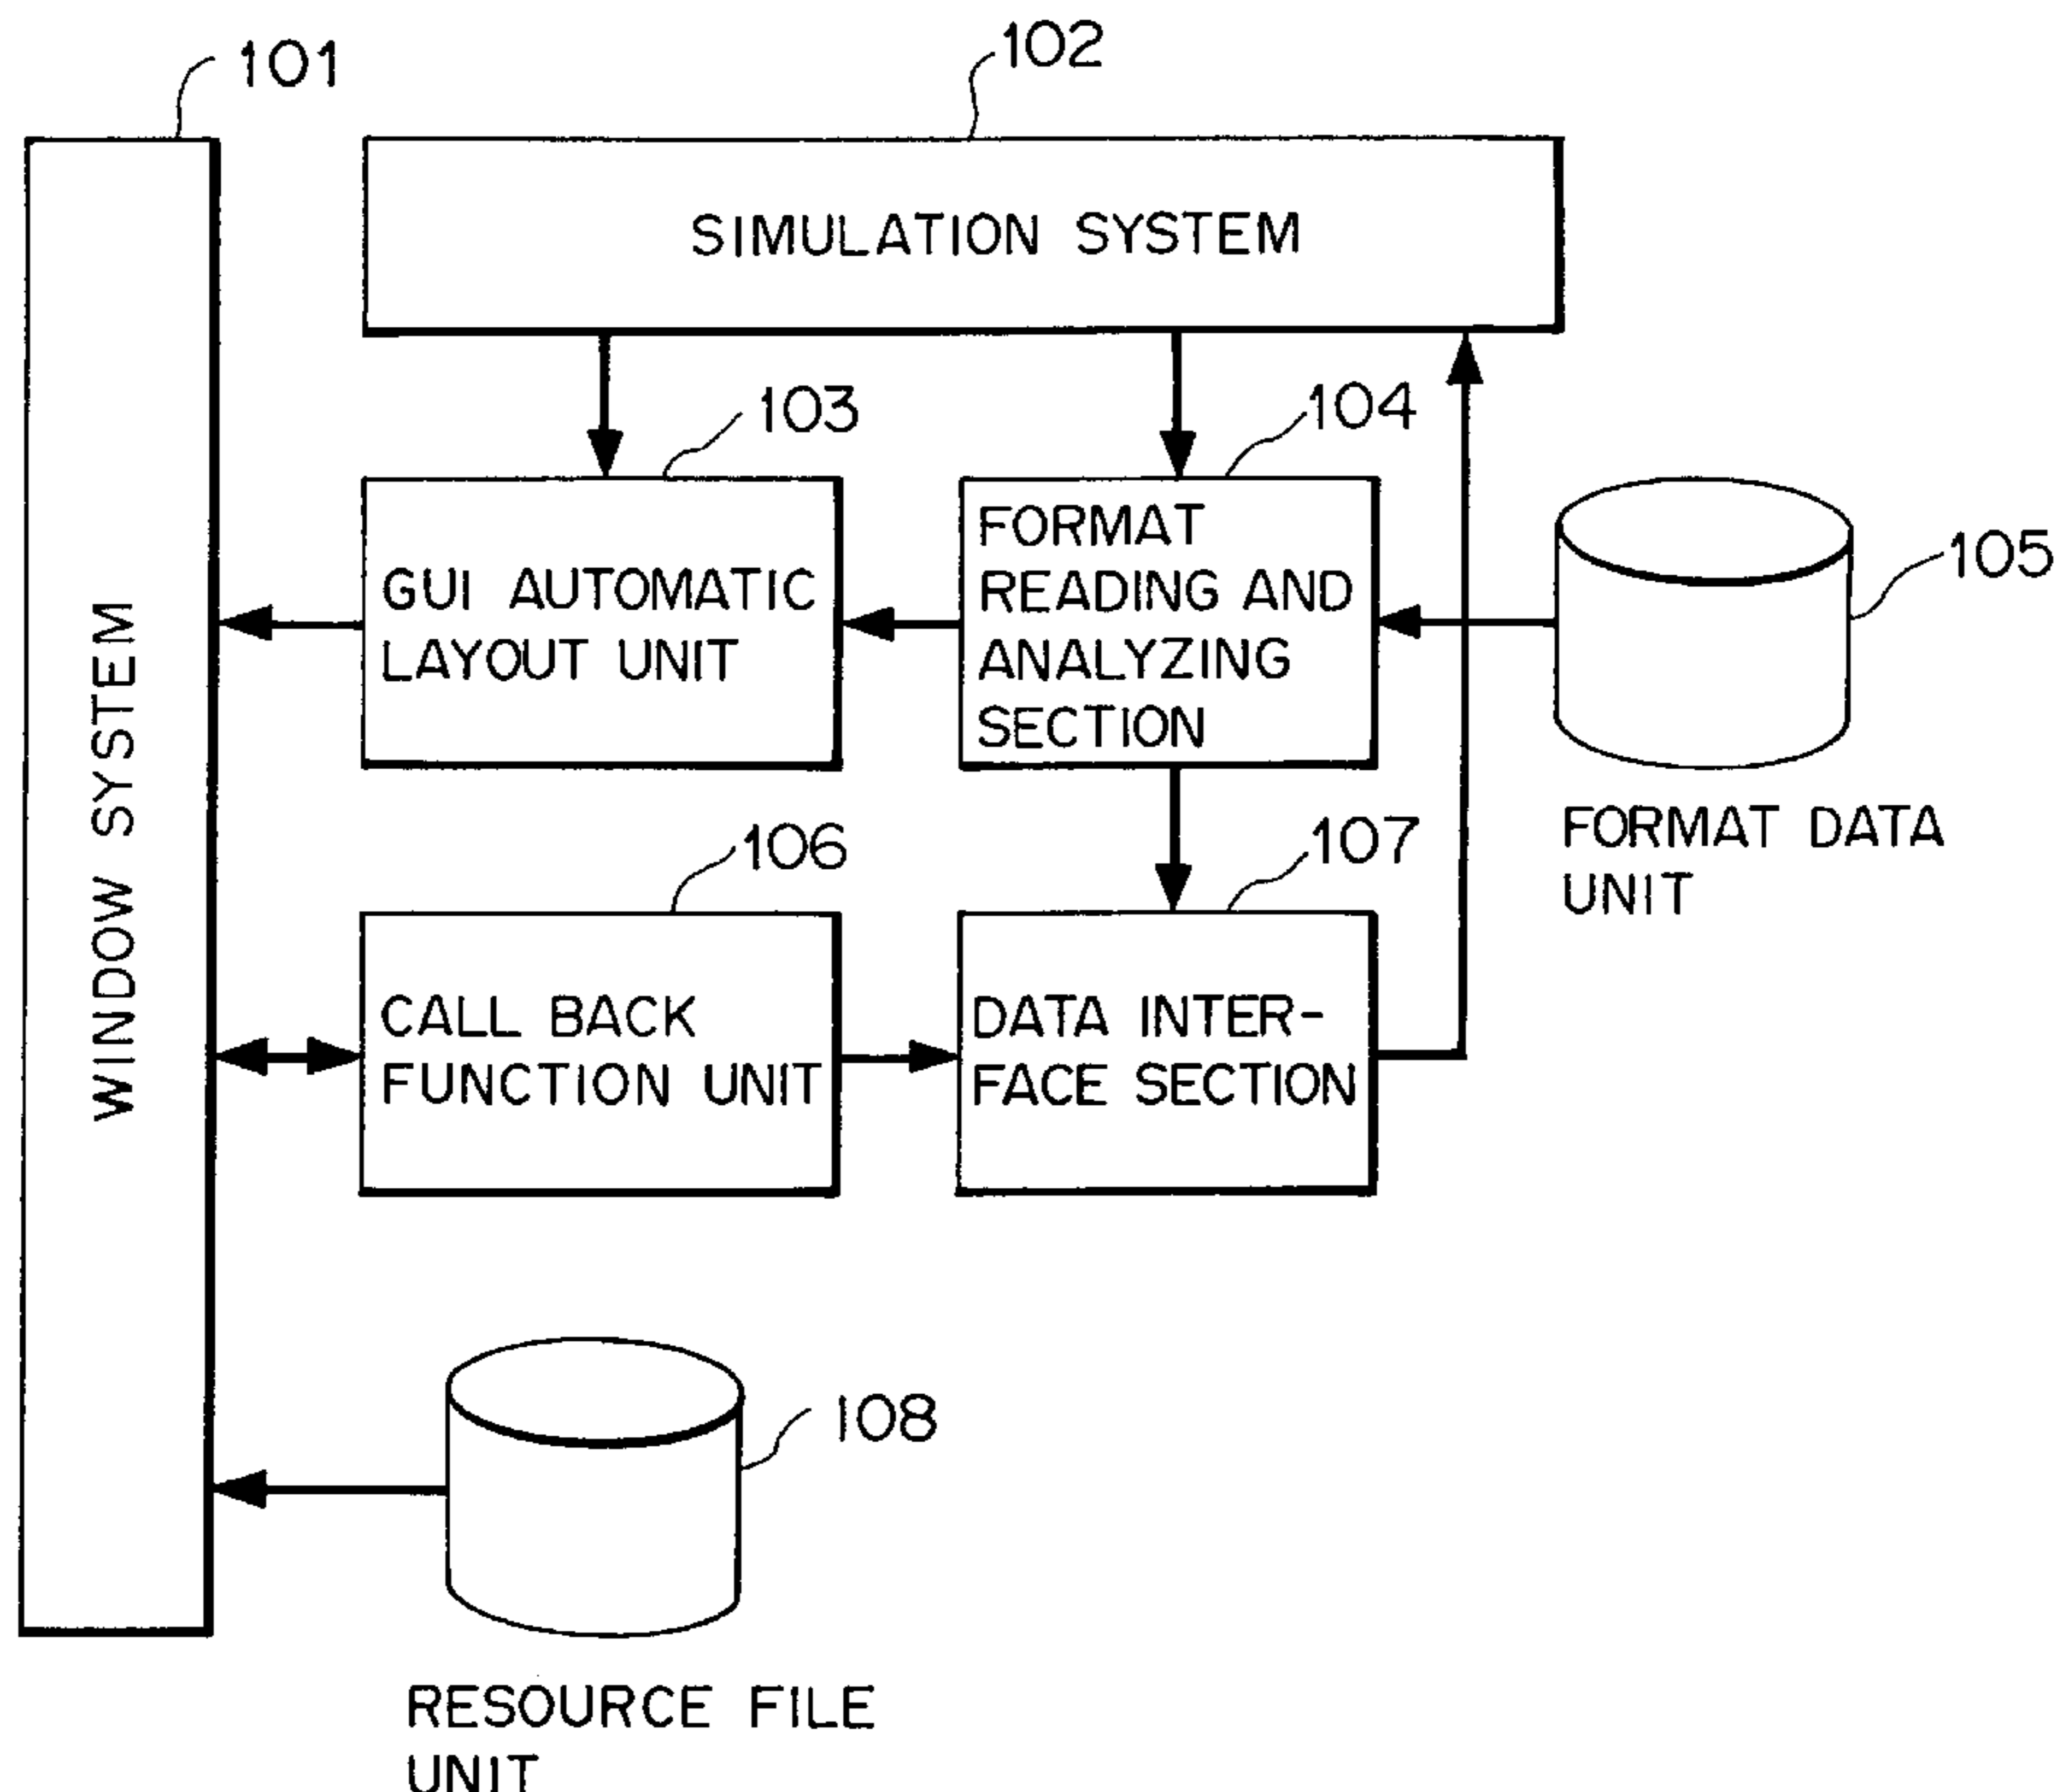 101
102
WINDOW SYSTEM
SIMULATION SYSTEM
103
104
GUI AUTOMATIC
LAYOUT UNIT
FORMAT
READING AND
ANALYZING
SECTION
105
FORMAT DATA
UNIT
106
107
CALL BACK
FUNCTION UNIT
DATA INTER-
FACE SECTION
108
RESOURCE FILE
UNIT